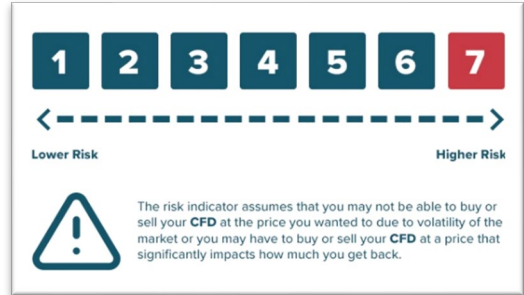 1 2 3 4 5 6 7
Lower Risk Higher Risk
The risk indicator assumes that you may not be able to buy or
sell your CFD at the price you wanted to due to volatility of the
market or you may have to buy or sell your CFD at a price that
significantly impacts how much you get back.